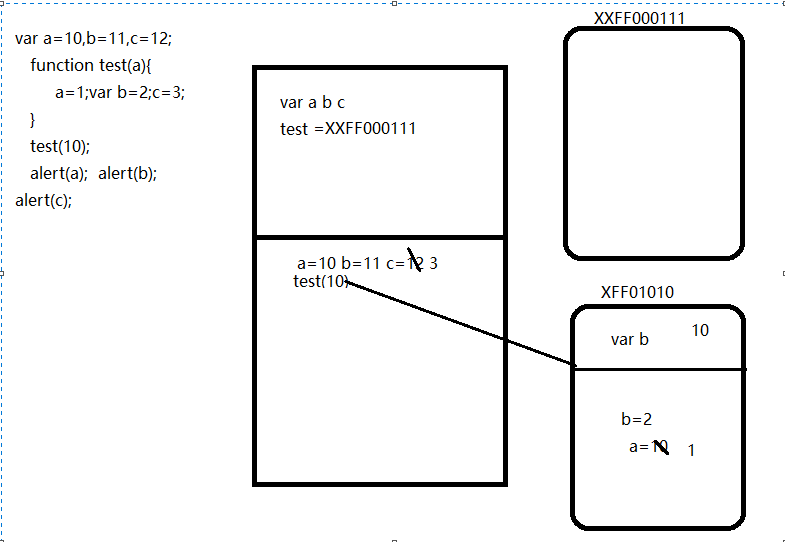 var a=10,b=11,c=12;
function test(a){
a=1;var b=2;c=3;
}
test(10);
alert(a); alert(b);
alert(c);
var a b c
test =XXFF000111
a=10 b=11 c=12 3
test(10)
XXFF000111
XFF01010
var b 10
b=2
a=10 1